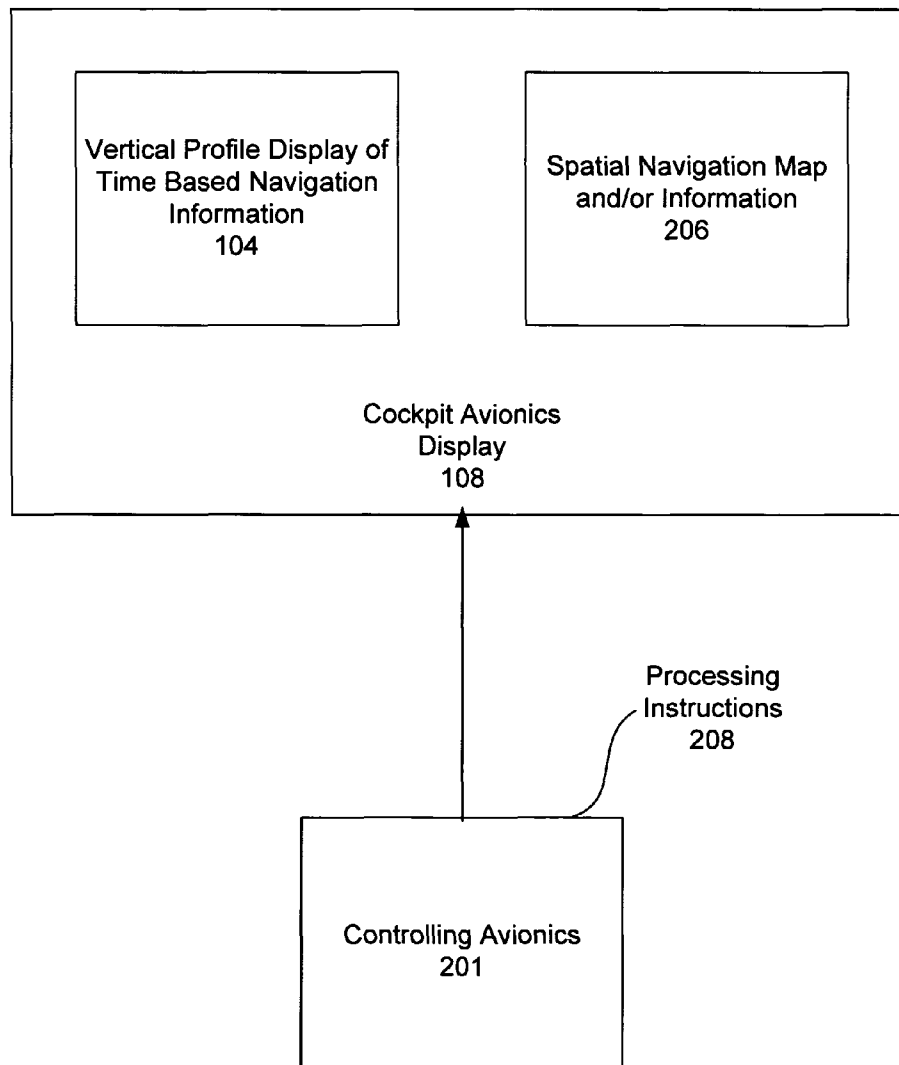 Vertical Profile Display of
Time Based Navigation
Information
104
Spatial Navigation Map
and/or Information
206
Cockpit Avionics
Display
108
Processing
Instructions
208
Controlling Avionics
201